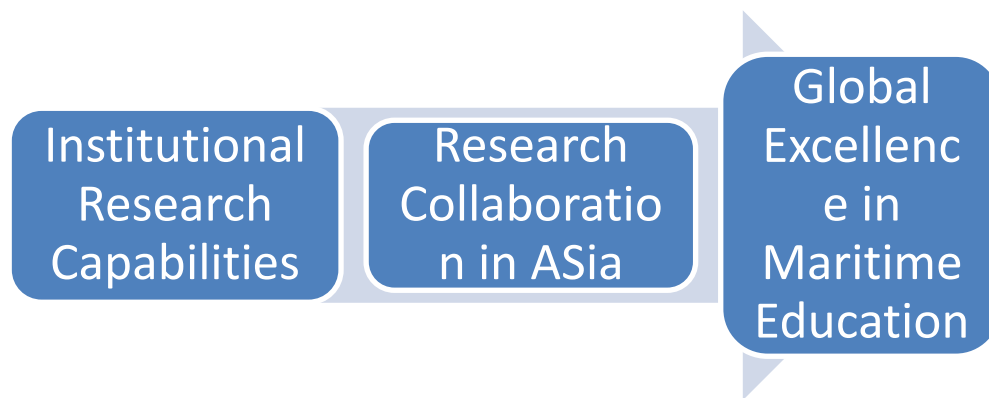 Institutional
Research
Capabilities
Research
Collaboratio
n in ASia
Global
Excellenc
e in
Maritime
Education